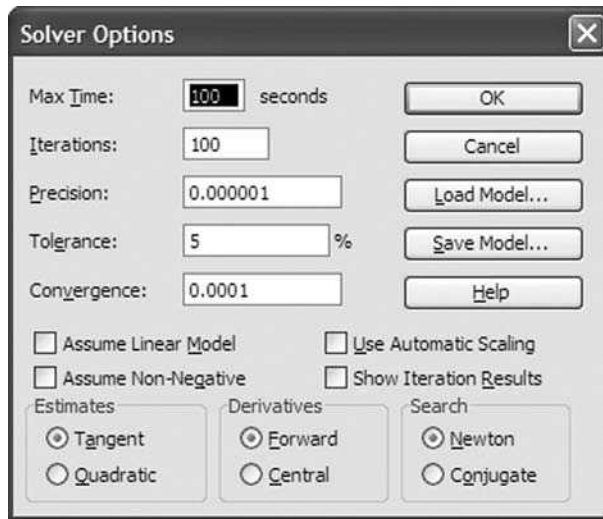 Solver Options
Max Time: 100 seconds OK
Iterations: 100 Cancel
Precision: 0.000001 Load Model...
Tolerance: 5 % Save Model...
Convergence: 0.0001 Help
Assume Linear Model Use Automatic Scaling
Assume Non-Negative Show Iteration Results
Estimates Derivatives Search
Tangent Forward Newton
Quadratic Central Conjugate